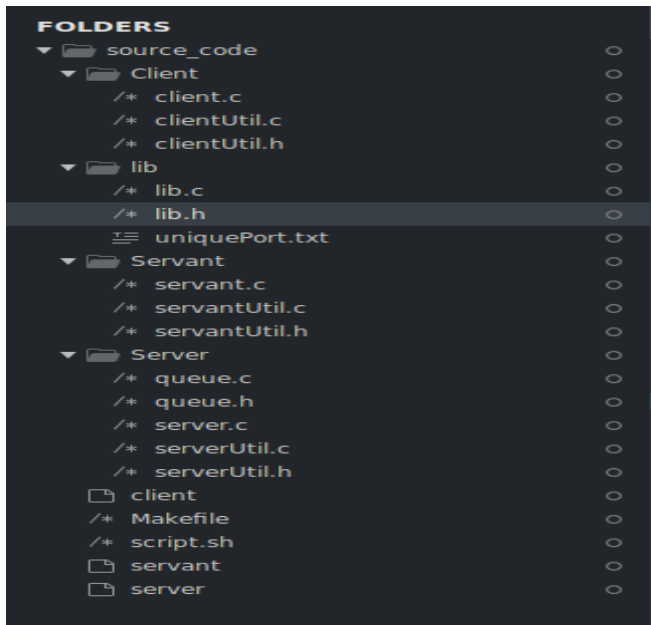 FOLDERS
source_code
Client
/* client.c
/* clientUtil.c
/* clientUtil.h
lib
/* lib.c
/* lib.h
uniquePort.txt
Servant
/* servant.c
/* servantUtil.c
/* servantUtil.h
Server
/* queue.c
/* queue.h
/* server.c
/* serverUtil.c
/* serverUtil.h
client
/* Makefile
/* script.sh
servant
server